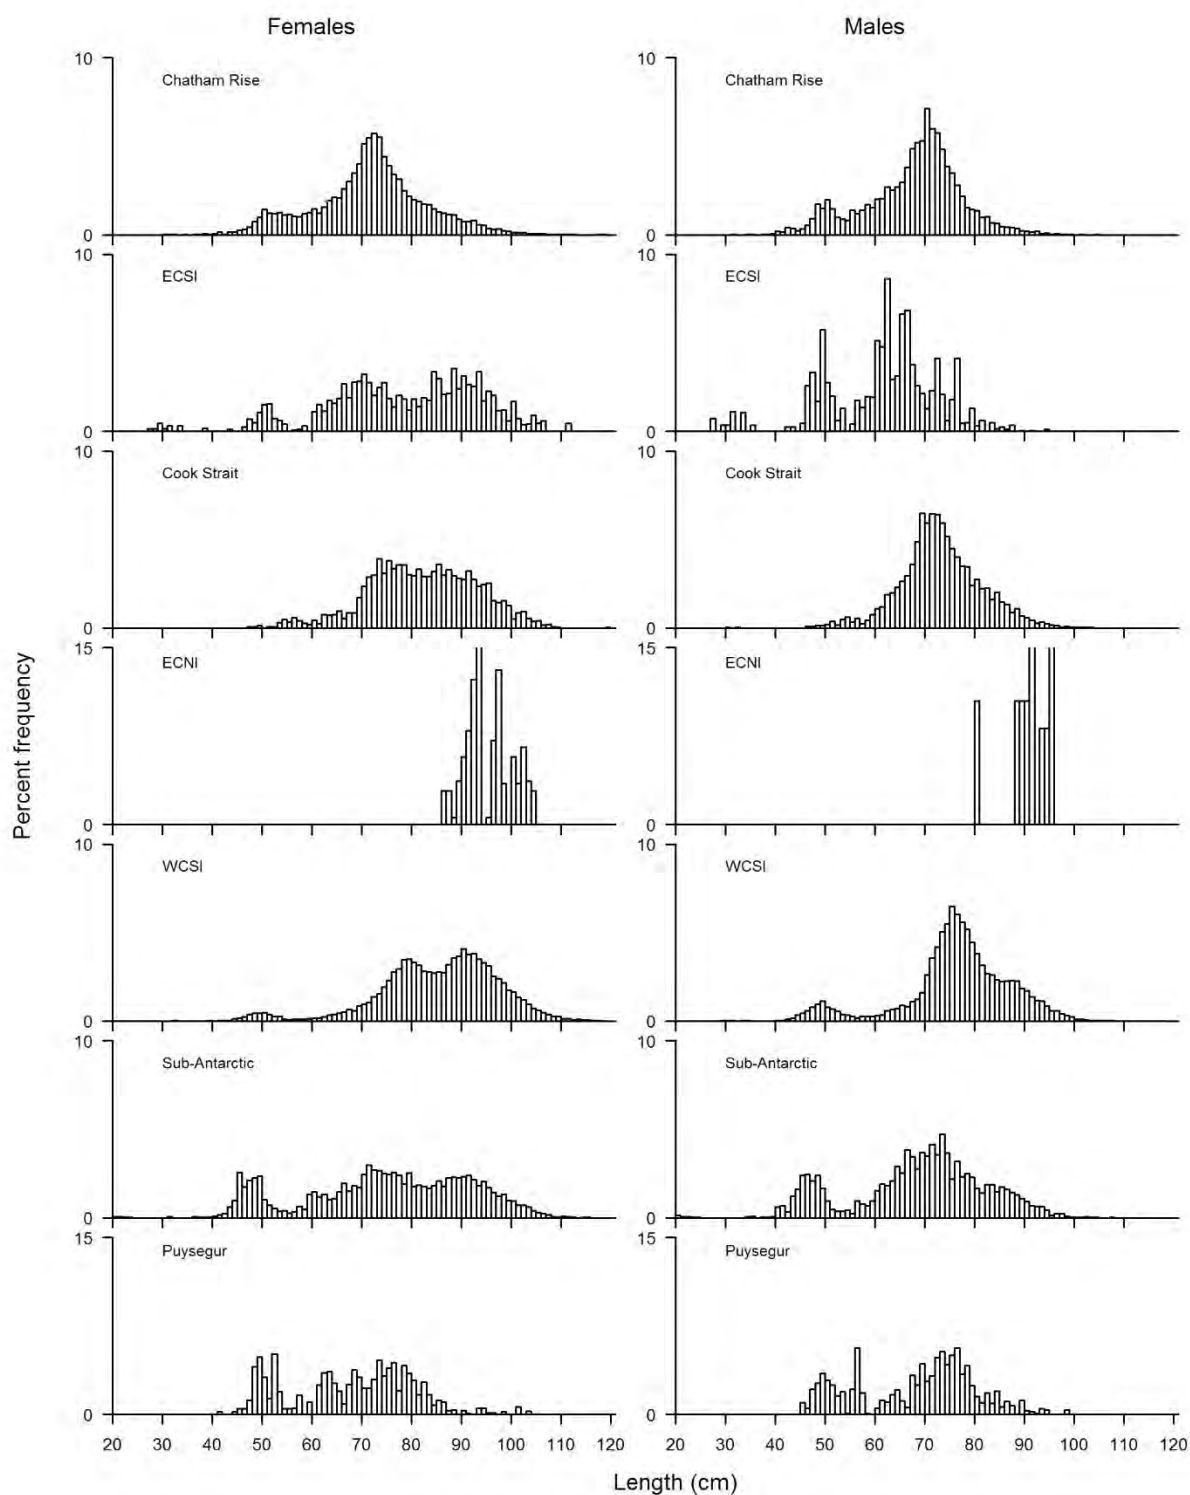 Females Males
10
Chatham Rise Chatham Rise
0 0
10 10
ECSI ECSI
0 0
10 10
Cook Strait Cook Strait
0 0
15 15
ECNI ECNI
0 0
10 10
WCSI WCSI
0 0
10 10
Sub-Antarctic Sub-Antarctic
0 0
15 15
Puysegur Puysegur
0 0
20 30 40 50 60 70 80 90 100 110 120 20 30 40 50 60 70 80 90 100 110 120
Percent frequency
Length (cm)